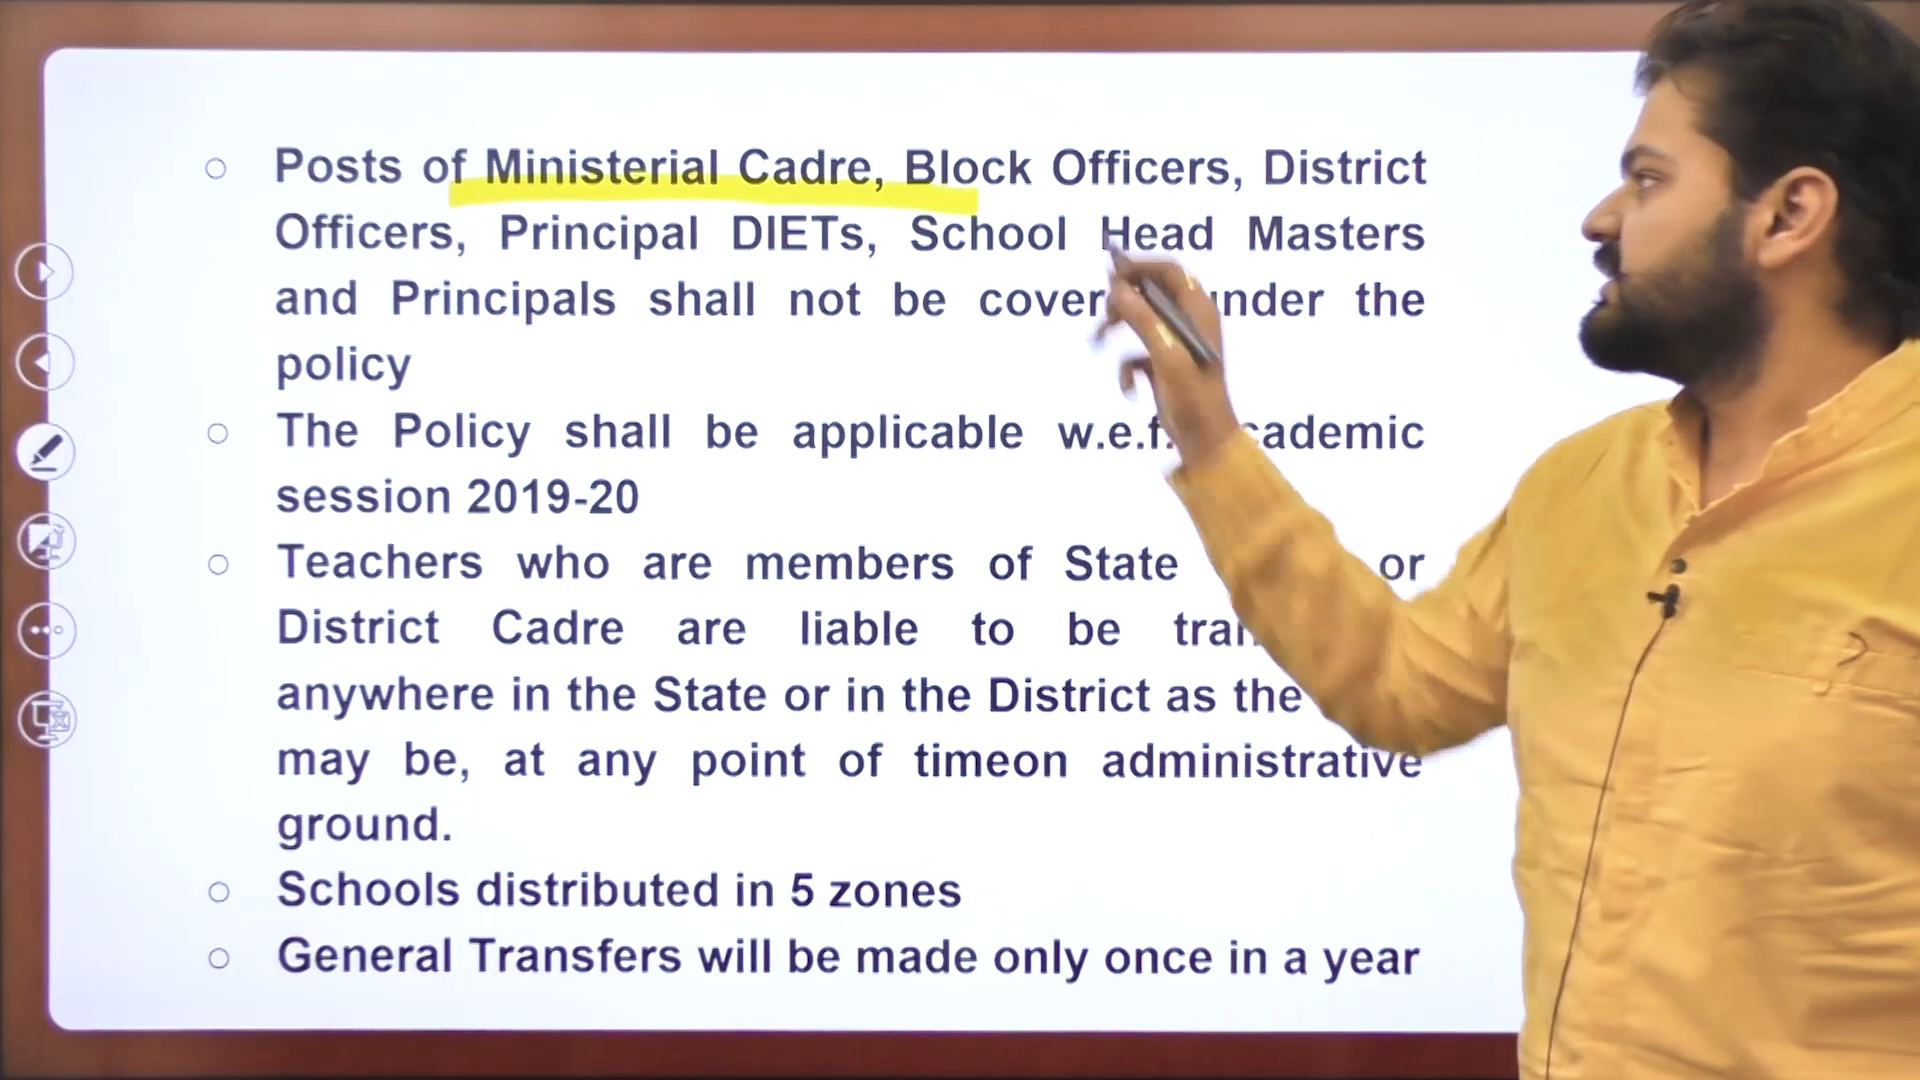 Posts of Ministerial Cadre, Block Officers, District
Officers, Principal DIETs, School Head Masters
and Principals shall not be under the
policy
The Policy shall be applicable w.e.f.
session 2019-20
Teachers who are members of State or
District Cadre are liable to be
anywhere in the State or in the District as the
may be, at any point of timeon administrative
ground.
Schools distributed in 5 zones
General Transfers will be made only once in a year